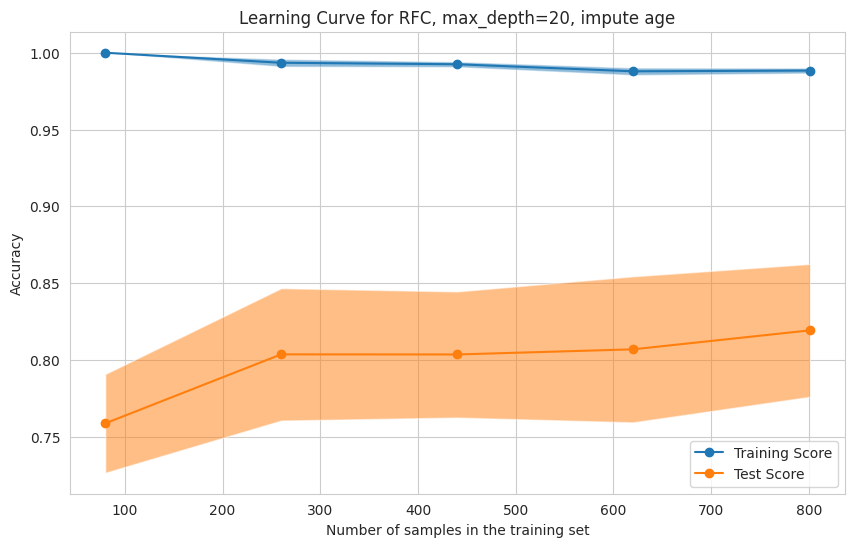 Learning Curve for RFC, max_depth=20, impute age
1.00
0.95
0.90
0.85
0.80
0.75
Accuracy
100 200 300 400 500 600 700 800
Number of samples in the training set
Training Score
Test Score